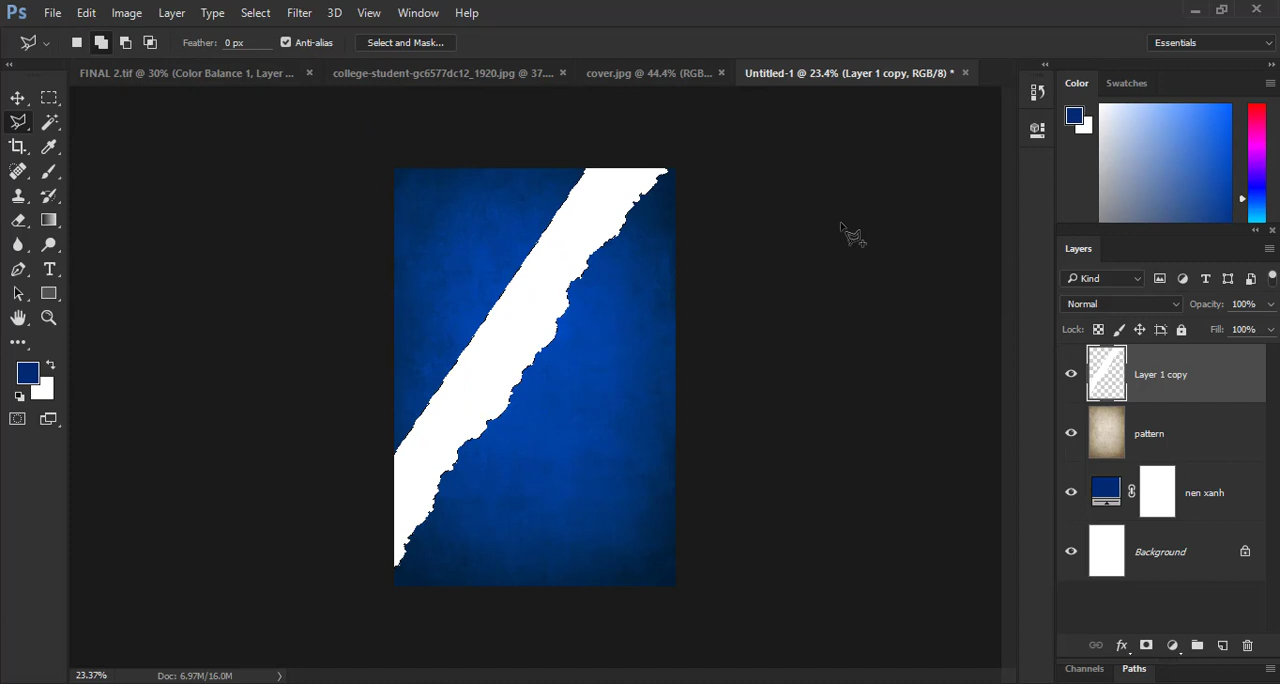 Ps File Edit Image Layer Type Select Filter 3D View Window Help
Feather: 0 px Anti-alias Select and Mask... Essentials
FINAL 2.tif @ 30% (Color Balance 1, Layer ... college-student-gc6577dc12_1920.jpg @ 37.... cover.jpg @ 44.4% (RGB... Untitled-1 @ 23.4% (Layer 1 copy, RGB/8) *
Color Swatches
Layers
Kind
Normal Opacity: 100%
Lock: Fill: 100%
Layer 1 copy
pattern
nen xanh
Background
fx
Channels Paths
23.37% Doc: 6.97M/16.0M